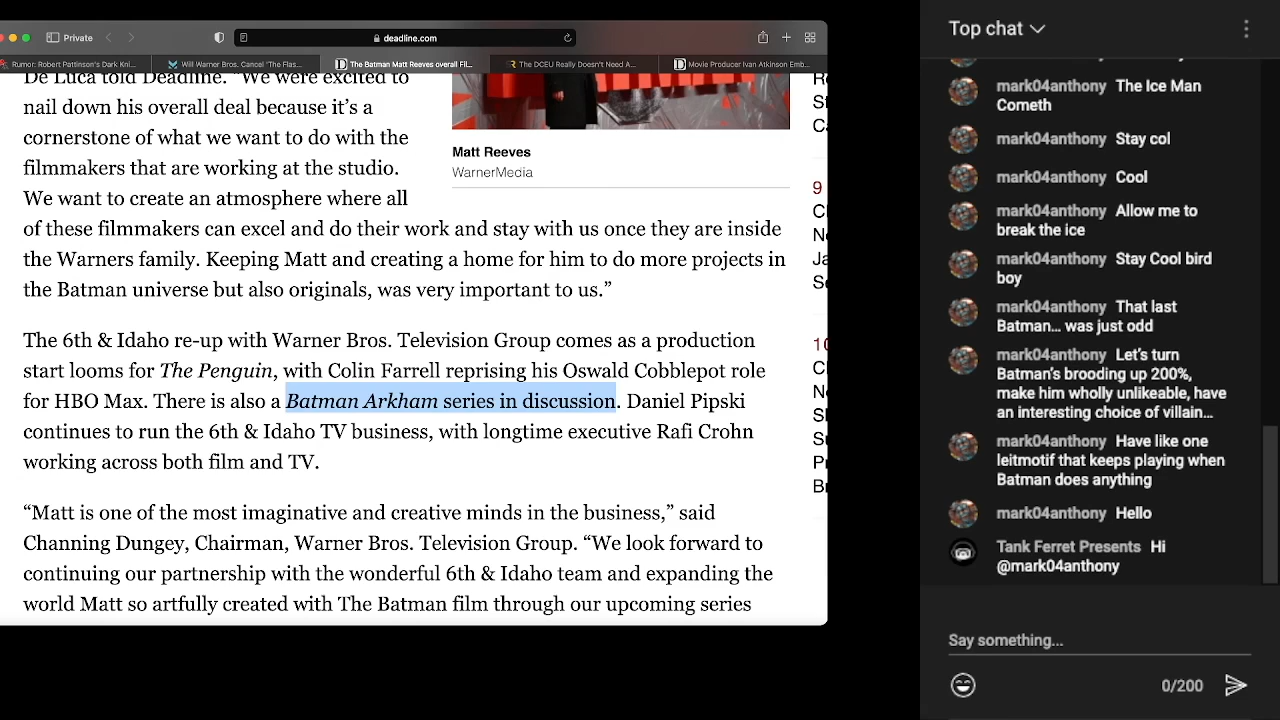 Private
deadline.com
Rumor: Robert Pattinson's Dark Kni...
Will Warner Bros. Cancel "The Flas...
The Batman Matt Reeves overall FIL...
The DCEU Really Doesn't Need A...
Movie Producer Ivan Atkinson Emb...
De Luca told Deadline. “We were excited to
nail down his overall deal because it’s a
cornerstone of what we want to do with the
filmmakers that are working at the studio.
We want to create an atmosphere where all
of these filmmakers can excel and do their work and stay with us once they are inside
the Warners family. Keeping Matt and creating a home for him to do more projects in
the Batman universe but also originals, was very important to us.”
Matt Reeves
WarnerMedia
The 6th & Idaho re-up with Warner Bros. Television Group comes as a production
start looms for The Penguin, with Colin Farrell reprising his Oswald Cobblepot role
for HBO Max. There is also a Batman Arkham series in discussion. Daniel Pipski
continues to run the 6th & Idaho TV business, with longtime executive Rafi Crohn
working across both film and TV.
“Matt is one of the most imaginative and creative minds in the business,” said
Channing Dungey, Chairman, Warner Bros. Television Group. “We look forward to
continuing our partnership with the wonderful 6th & Idaho team and expanding the
world Matt so artfully created with The Batman film through our upcoming series
9
Top chat
mark04anthony The Ice Man
Cometh
mark04anthony Stay col
mark04anthony Cool
mark04anthony Allow me to
break the ice
mark04anthony Stay Cool bird
boy
mark04anthony That last
Batman… was just odd
mark04anthony Let’s turn
Batman’s brooding up 200%,
make him wholly unlikeable, have
an interesting choice of villain…
mark04anthony Have like one
leitmotif that keeps playing when
Batman does anything
mark04anthony Hello
Tank Ferret Presents Hi
@mark04anthony
Say something...
0/200